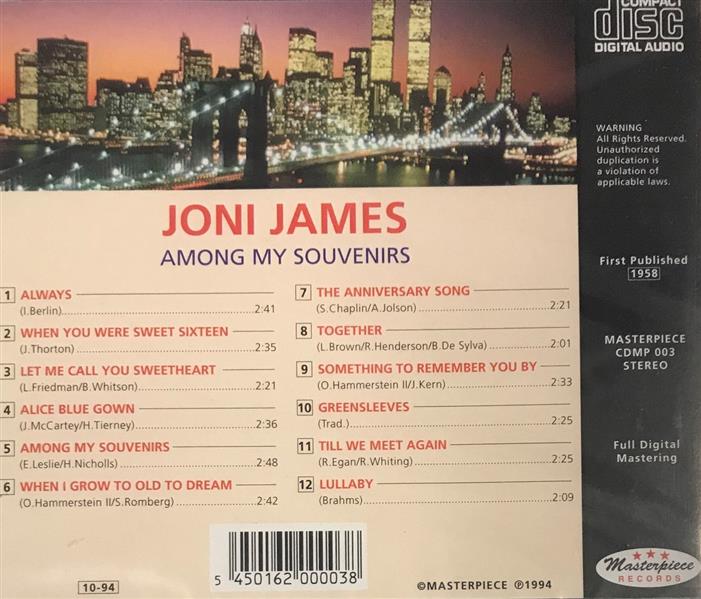 COMPACT
disc
DIGITAL AUDIO
WARNING
All Rights Reserved.
Unauthorized
duplication is
a violation of
applicable laws.
JONI JAMES
AMONG MY SOUVENIRS
1 ALWAYS
(I.Berlin) 2:41
2 WHEN YOU WERE SWEET SIXTEEN
(J.Thorton) 2:35
3 LET ME CALL YOU SWEETHEART
(L.Friedman/B.Whitson) 2:21
4 ALICE BLUE GOWN
(J.McCartey/H.Tierney) 2:36
5 AMONG MY SOUVENIRS
(E.Leslie/H.Nicholls) 2:48
6 WHEN I GROW TO OLD TO DREAM
(O.Hammerstein II/S.Romberg) 2:42
7 THE ANNIVERSARY SONG
(S.Chaplin/A.Jolson) 2:21
8 TOGETHER
(L.Brown/R.Henderson/B.De Sylva) 2:01
9 SOMETHING TO REMEMBER YOU BY
(O.Hammerstein II/J.Kern) 2:33
10 GREENSLEEVES
(Trad.) 2:25
11 TILL WE MEET AGAIN
(R.Egan/R.Whiting) 2:25
12 LULLABY
(Brahms) 2:09
First Published
1958
MASTERPIECE
CDMP 003
STEREO
Full Digital
Mastering
10-94
5 450162 000038
©MASTERPIECE ℗1994
Masterpiece
RECORDS